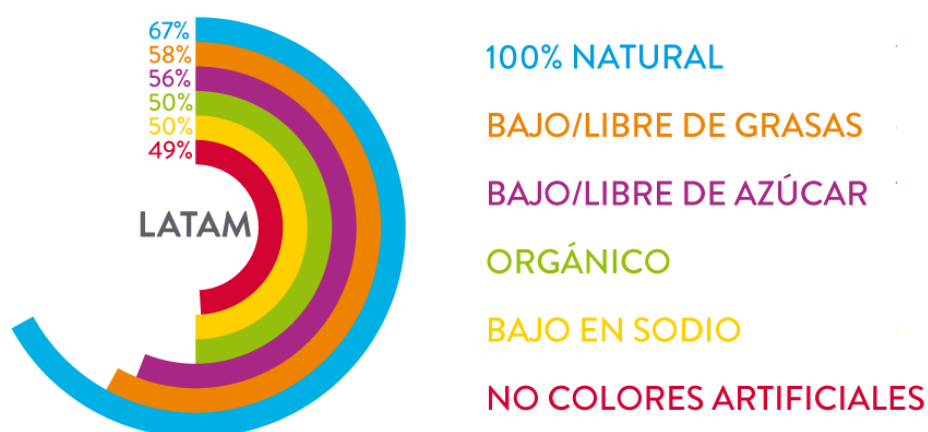 67%
58%
56%
50%
50%
49%
LATAM
100% NATURAL
BAJO/LIBRE DE GRASAS
BAJO/LIBRE DE AZÚCAR
ORGÁNICO
BAJO EN SODIO
NO COLORES ARTIFICIALES